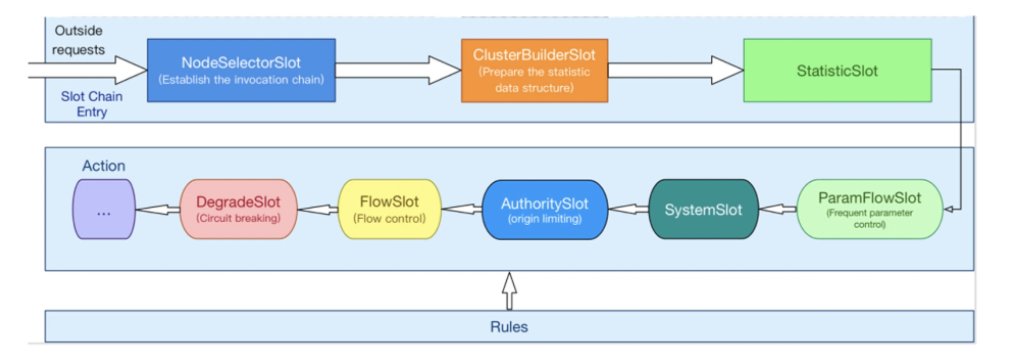 Outside
requests
Slot Chain
Entry
NodeSelectorSlot
(Establish the invocation chain)
ClusterBuilderSlot
(Prepare the statistic
data structure)
StatisticSlot
Action
...
DegradeSlot
(Circuit breaking)
FlowSlot
(Flow control)
AuthoritySlot
(origin limiting)
SystemSlot
ParamFlowSlot
(Frequent parameter
control)
Rules